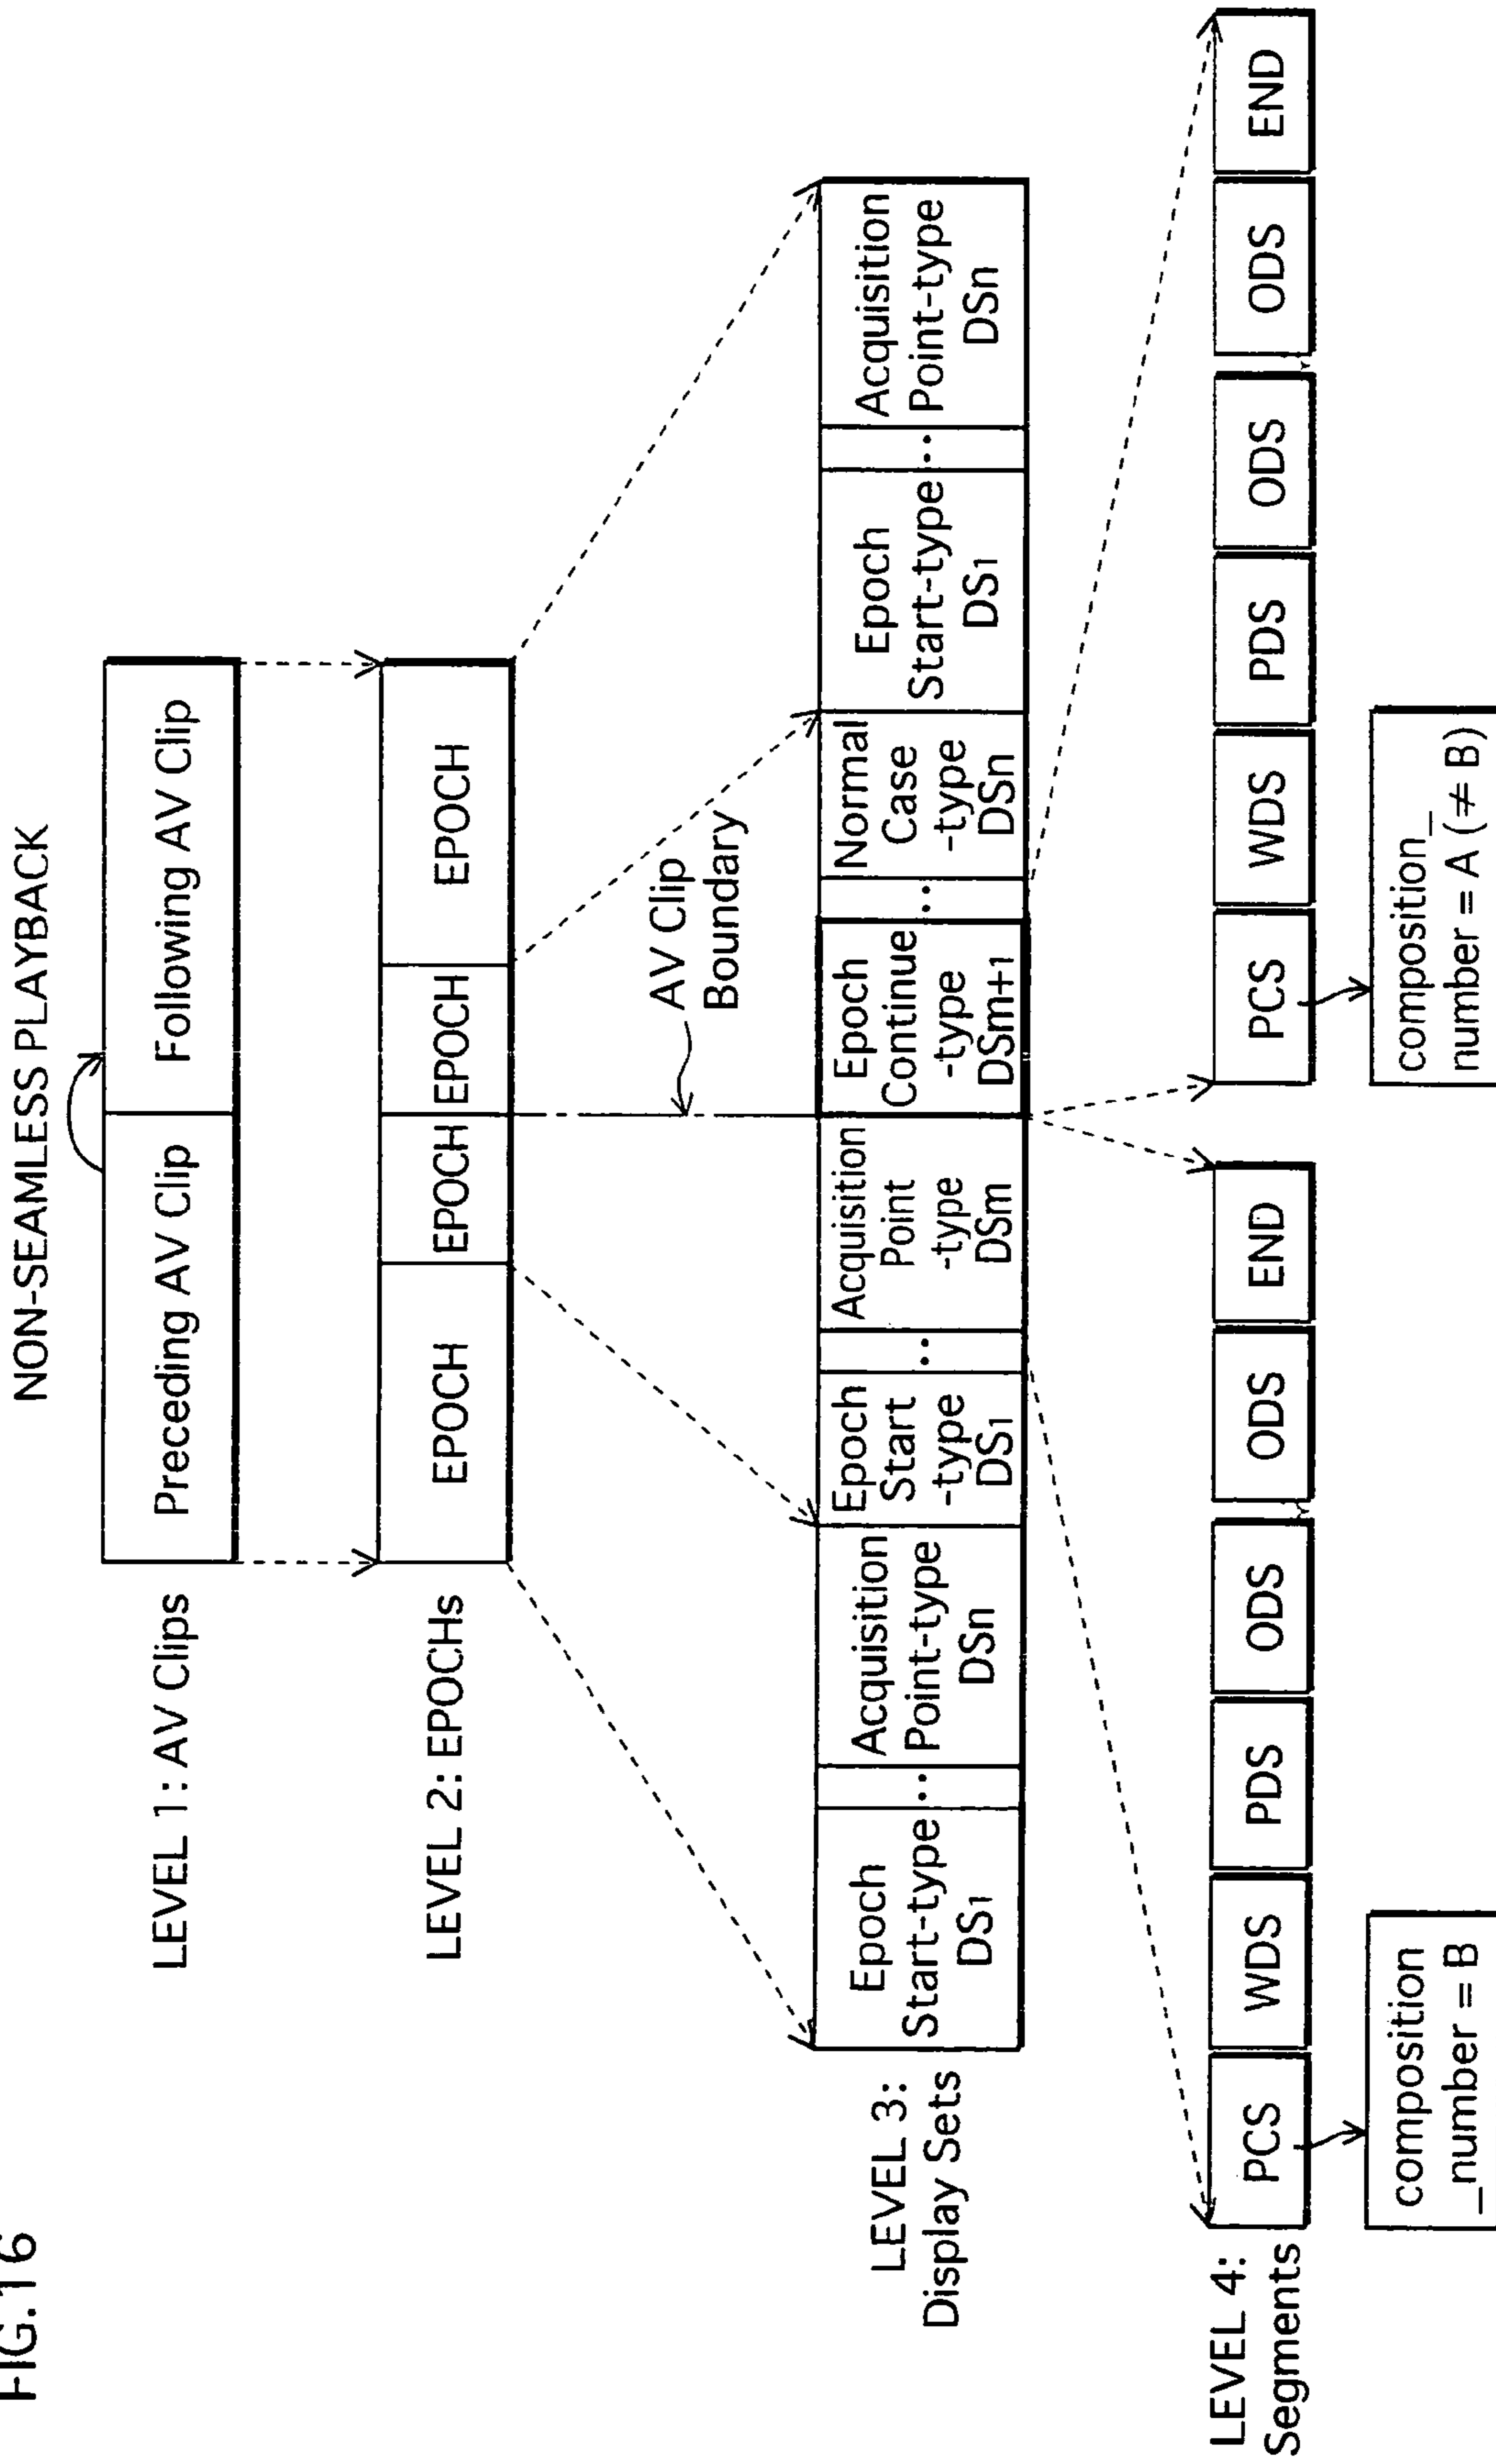 FIG.16
NON-SEAMLESS PLAYBACK
LEVEL 1: AV Clips
Preceding AV Clip
Following AV Clip
LEVEL 2: EPOCHs
EPOCH
EPOCH
EPOCH
EPOCH
AV Clip
Boundary
LEVEL 3:
Display Sets
Epoch
Start-type
DS1
...
Acquisition
Point-type
DSn
Epoch
Start
-type
DS1
...
Acquisition
Point
-type
DSm
Epoch
Continue
-type
DSm+1
...
Normal
Case
-type
DSn
Epoch
Start-type
DS1
...
Acquisition
Point-type
DSn
LEVEL 4:
Segments
PCS
WDS
PDS
ODS
ODS
END
PCS
WDS
PDS
ODS
ODS
END
composition
_number = B
composition_
number = A (≠ B)